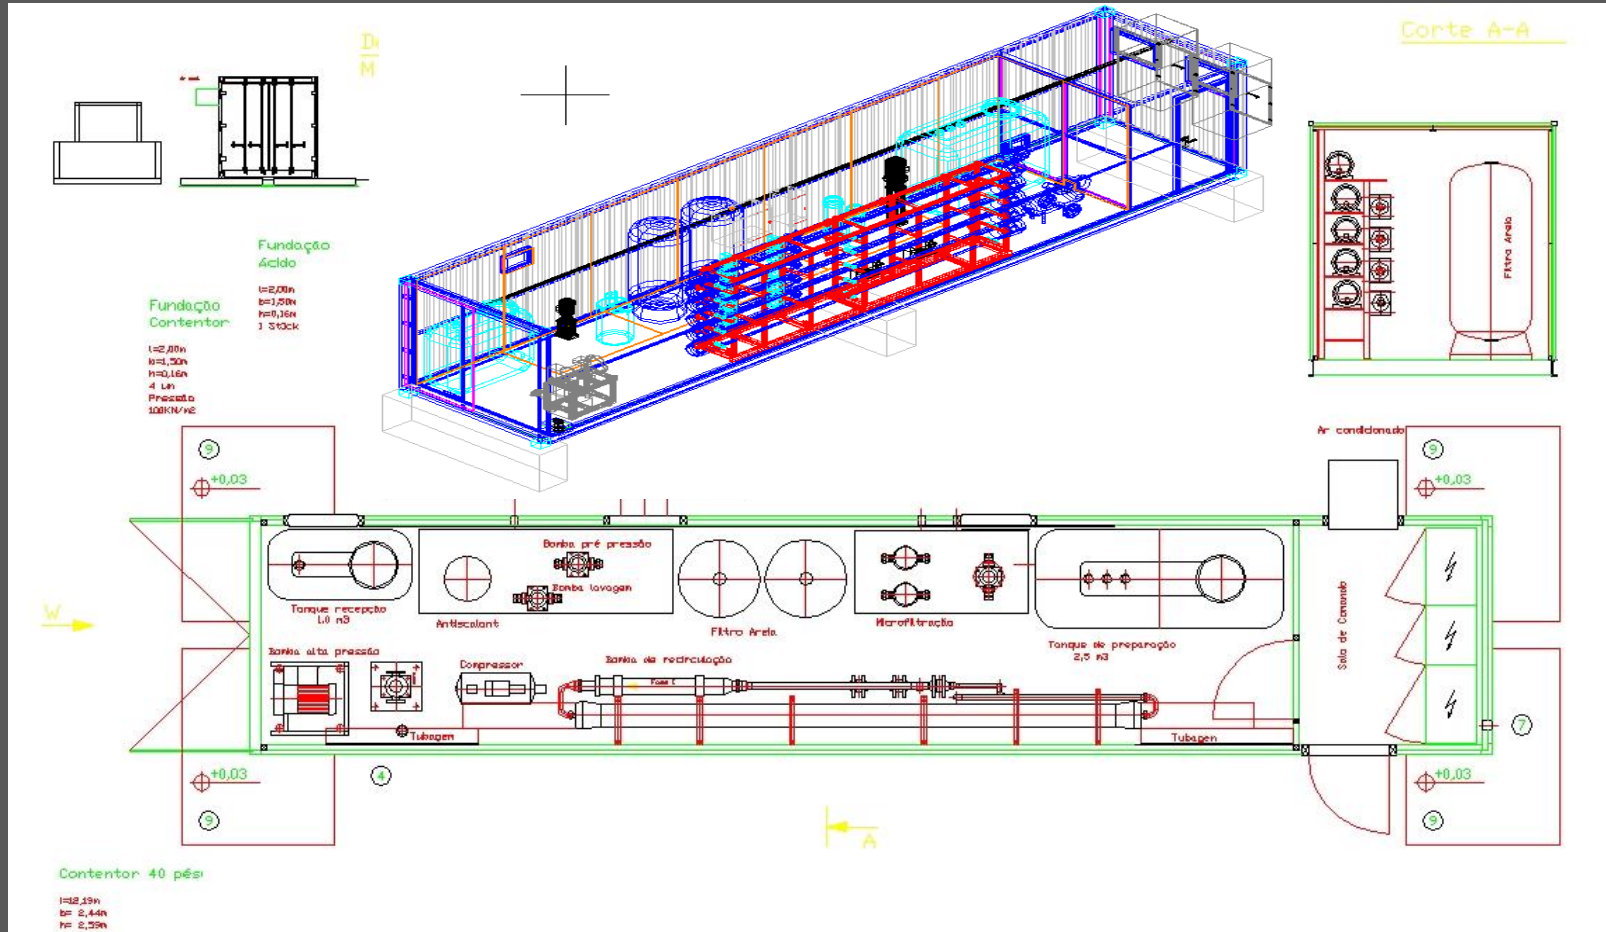 D
M
Corte A-A
Fundação
Ácido
l=2,00m
b=1,50m
h=0,16m
1 Stück
Fundação
Contentor
l=2,00m
b=1,50m
h=0,16m
4 un
Pressão
100KN/m2
Filtro Areia
Ar condicionado
9
+0,03
9
+0,03
W
Tanque recepção
1.0 m3
Bomba pré pressão
Bomba lavagem
Antiscalant
Filtro Areia
Microfiltração
Tanque de preparação
2,5 m3
Sala de Comando
Bomba alta pressão
Compressor
Bomba de recirculação
Tubagem
Tubagen
7
4
+0,03
9
+0,03
9
A
Contentor 40 pés
l=12,19m
b= 2,44m
h= 2,59m